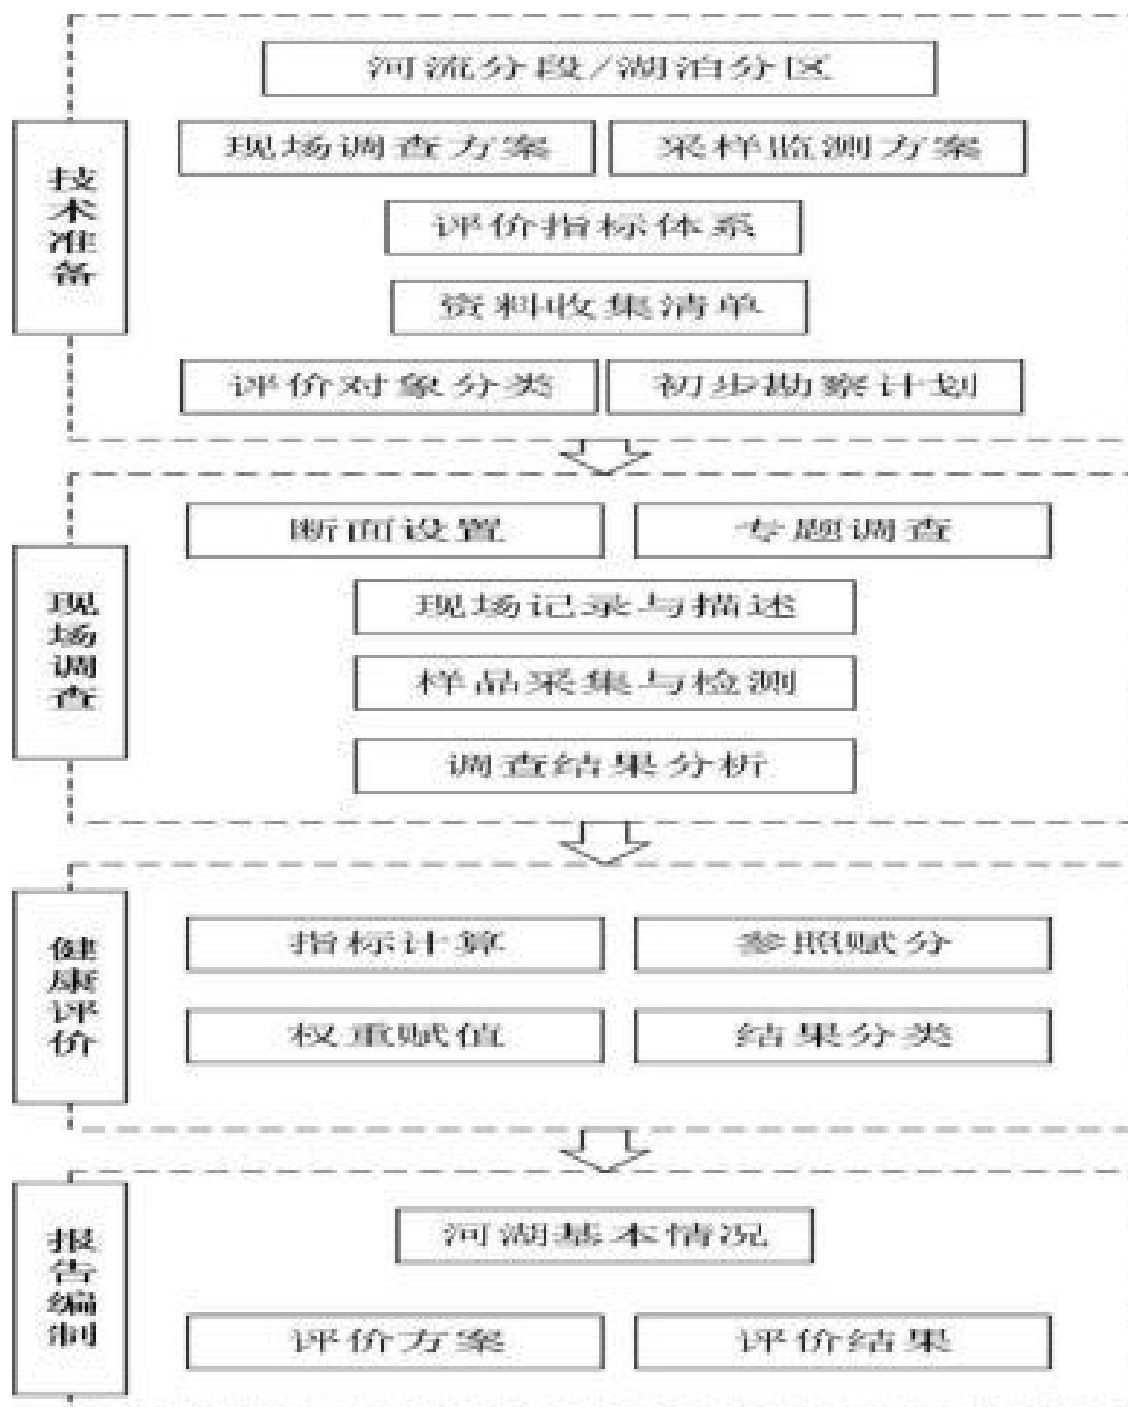 河流分段/湖泊分区
现场调查方案
采样监测方案
技术准备
评价指标体系
资料收集清单
评价对象分类
初步勘察计划
断面设置
专题调查
现场调查
现场记录与描述
样品采集与检测
调查结果分析
健康评价
指标计算
参照赋分
权重赋值
结果分类
报告编制
河湖基本情况
评价方案
评价结果